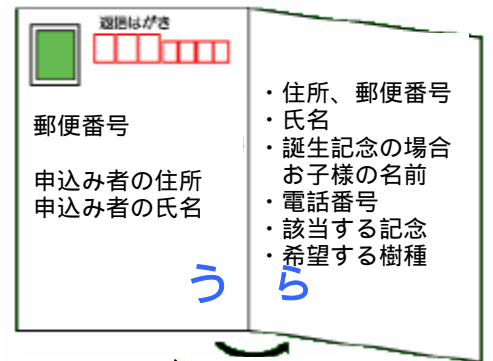 返信はがき
郵便番号
申込み者の住所
申込み者の氏名
・住所、郵便番号
・氏名
・誕生記念の場合
お子様の名前
・電話番号
・該当する記念
・希望する樹種
うら